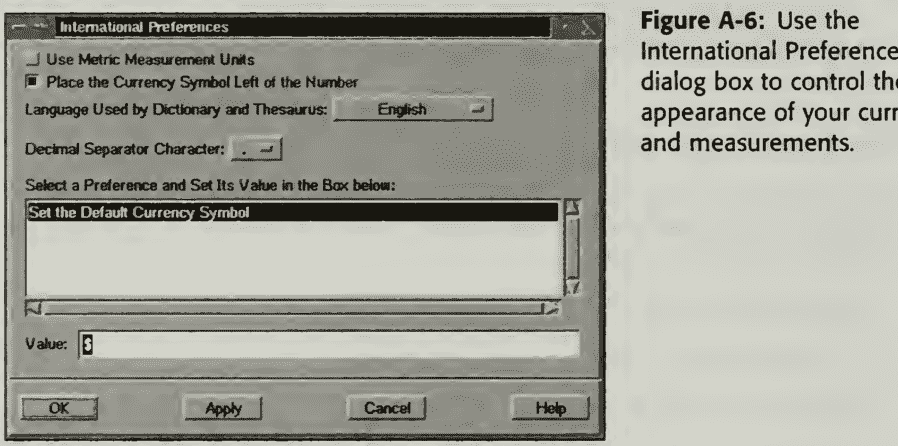 International Preferences
Use Metric Measurement Units
Place the Currency Symbol Left of the Number
Language Used by Dictionary and Thesaurus: English
Decimal Separator Character: .
Select a Preference and Set Its Value in the Box below:
Set the Default Currency Symbol
Value: $
OK Apply Cancel Help
Figure A-6: Use the
International Preference
dialog box to control the
appearance of your curr
and measurements.